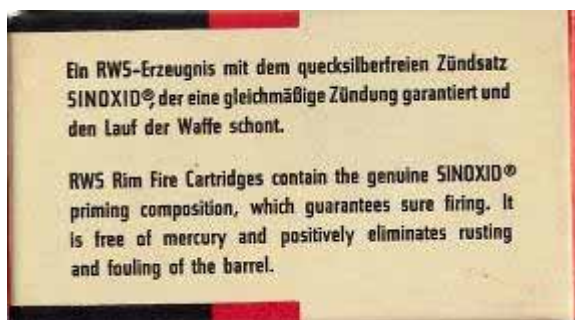 Ein RWS-Erzeugnis mit dem quecksilberfreien Zündsatz
SINOXID®, der eine gleichmäßige Zündung garantiert und
den Lauf der Waffe schont.
RWS Rim Fire Cartridges contain the genuine SINOXID®
priming composition, which guarantees sure firing. It
is free of mercury and positively eliminates rusting
and fouling of the barrel.